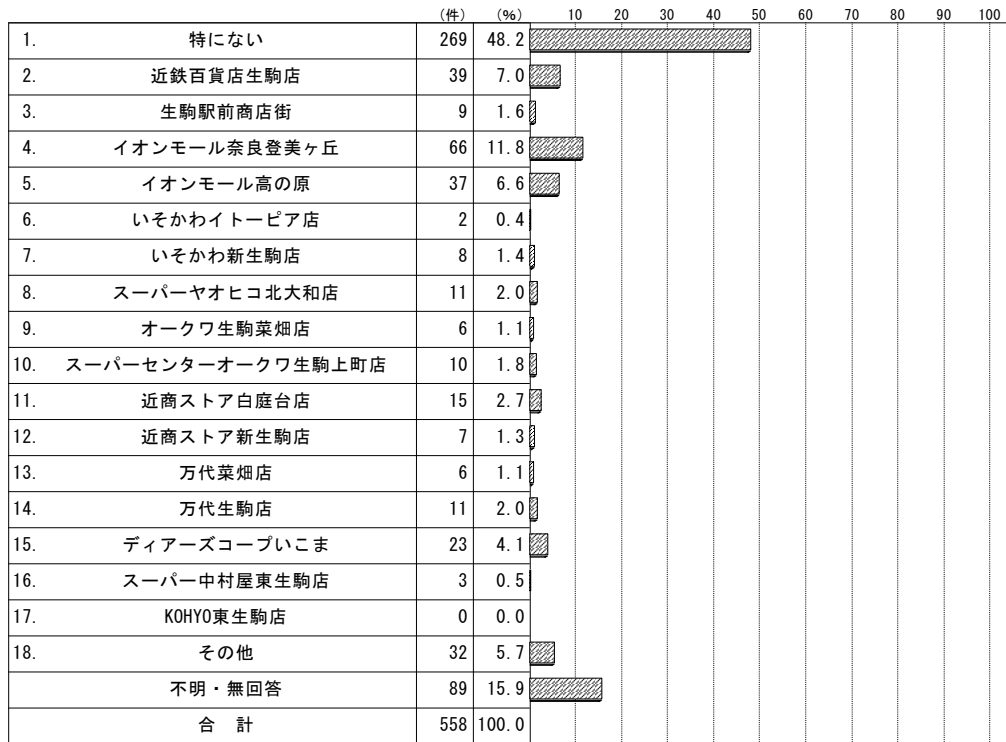 （件） （%） 10 20 30 40 50 60 70 80 90 100
1. 特にない 269 48.2
2. 近鉄百貨店生駒店 39 7.0
3. 生駒駅前商店街 9 1.6
4. イオンモール奈良登美ヶ丘 66 11.8
5. イオンモール高の原 37 6.6
6. いそかわイトーピア店 2 0.4
7. いそかわ新生駒店 8 1.4
8. スーパーヤオヒコ北大和店 11 2.0
9. オークワ生駒菜畑店 6 1.1
10. スーパーセンターオークワ生駒上町店 10 1.8
11. 近商ストア白庭台店 15 2.7
12. 近商ストア新生駒店 7 1.3
13. 万代菜畑店 6 1.1
14. 万代生駒店 11 2.0
15. ディアーズコープいこま 23 4.1
16. スーパー中村屋東生駒店 3 0.5
17. KOHYO東生駒店 0 0.0
18. その他 32 5.7
不明・無回答 89 15.9
合 計 558 100.0